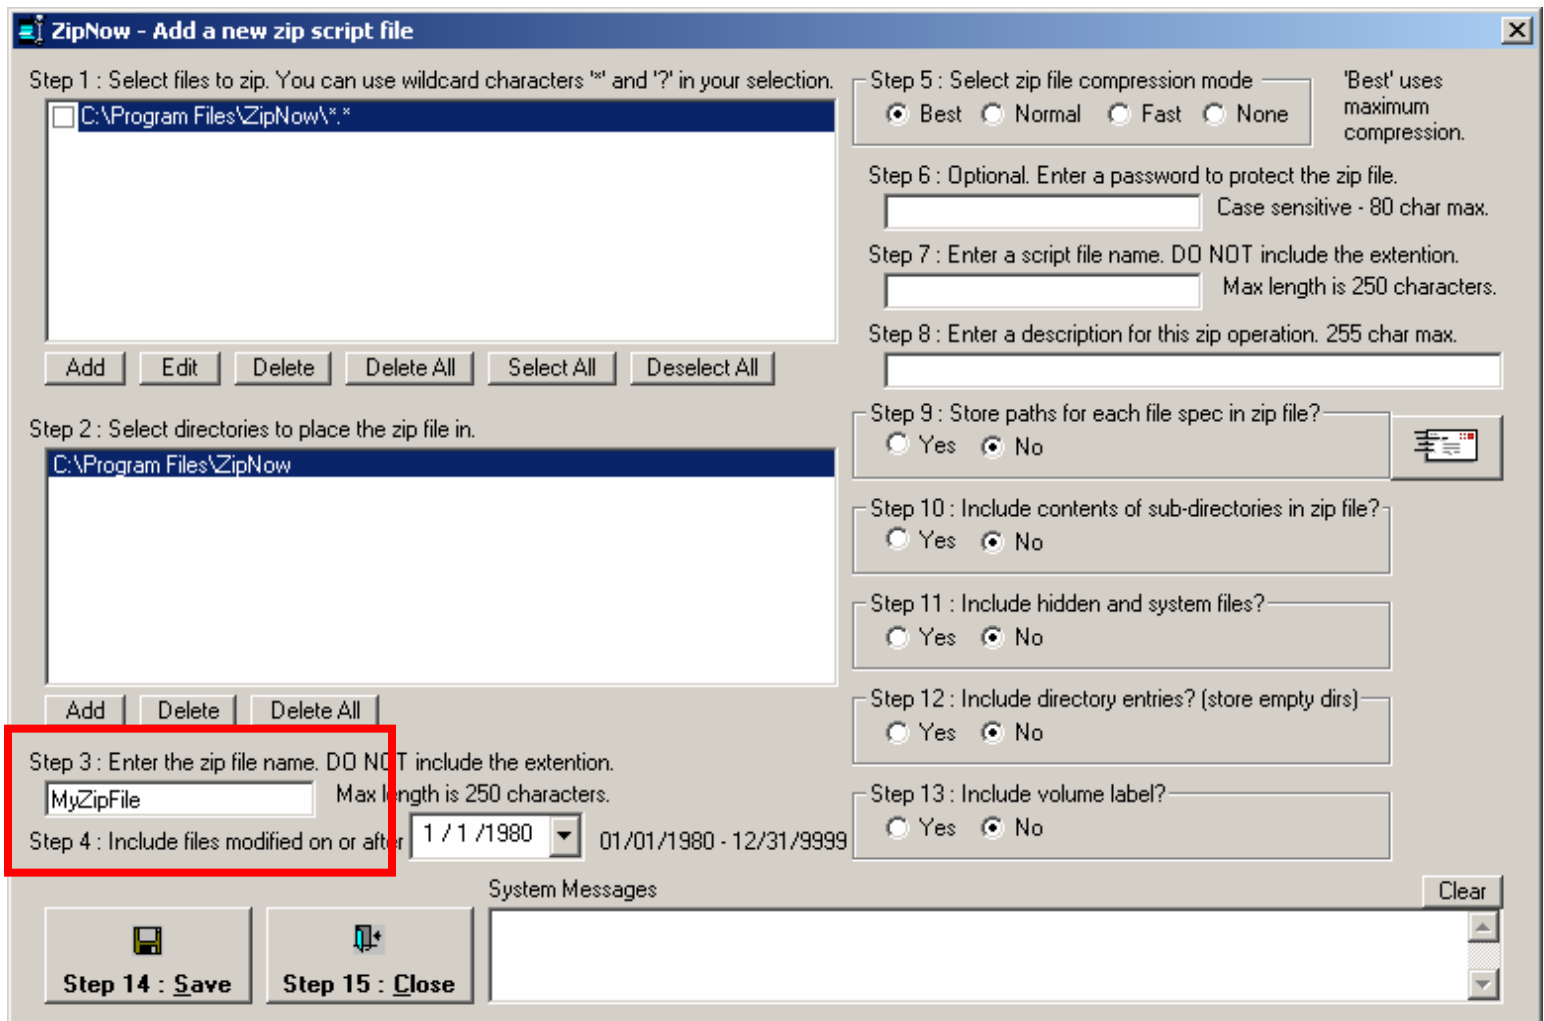 ZipNow - Add a new zip script file
Step 1 : Select files to zip. You can use wildcard characters '*' and '?' in your selection.
C:\Program Files\ZipNow\*.*
Add Edit Delete Delete All Select All Deselect All
Step 2 : Select directories to place the zip file in.
C:\Program Files\ZipNow
Add Delete Delete All
Step 3 : Enter the zip file name. DO NOT include the extention.
MyZipFile Max length is 250 characters.
Step 4 : Include files modified on or after 1 / 1 /1980 01/01/1980 - 12/31/9999
Step 5 : Select zip file compression mode
Best Normal Fast None
'Best' uses
maximum
compression.
Step 6 : Optional. Enter a password to protect the zip file.
Case sensitive - 80 char max.
Step 7 : Enter a script file name. DO NOT include the extention.
Max length is 250 characters.
Step 8 : Enter a description for this zip operation. 255 char max.
Step 9 : Store paths for each file spec in zip file?
Yes No
Step 10 : Include contents of sub-directories in zip file?
Yes No
Step 11 : Include hidden and system files?
Yes No
Step 12 : Include directory entries? (store empty dirs)
Yes No
Step 13 : Include volume label?
Yes No
Step 14 : Save
Step 15 : Close
System Messages
Clear